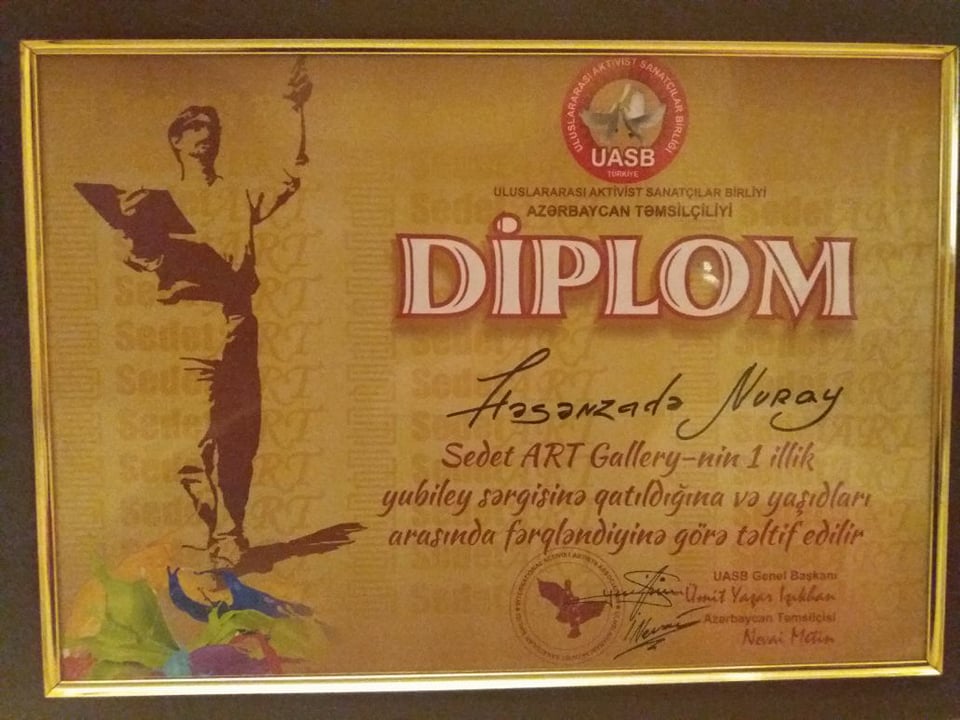 ULUSLARARASI AKTİVİST SANATÇILAR BİRLİĞİ
UASB
TÜRKİYE
ULUSLARARASI AKTİVİST SANATÇILAR BİRLİYİ
AZƏRBAYCAN TƏMSİLÇİLİYİ
DİPLOM
Həsənzadə Nuray
Sedet ART Gallery-nin 1 illik
yubiley sərgisinə qatıldığına və yaşıdları
arasında fərqləndiyinə görə təltif edilir
UASB Genel Başkanı
Ümit Yaşar Işıkhan
Azərbaycan Təmsilçisi
Nevai Metin